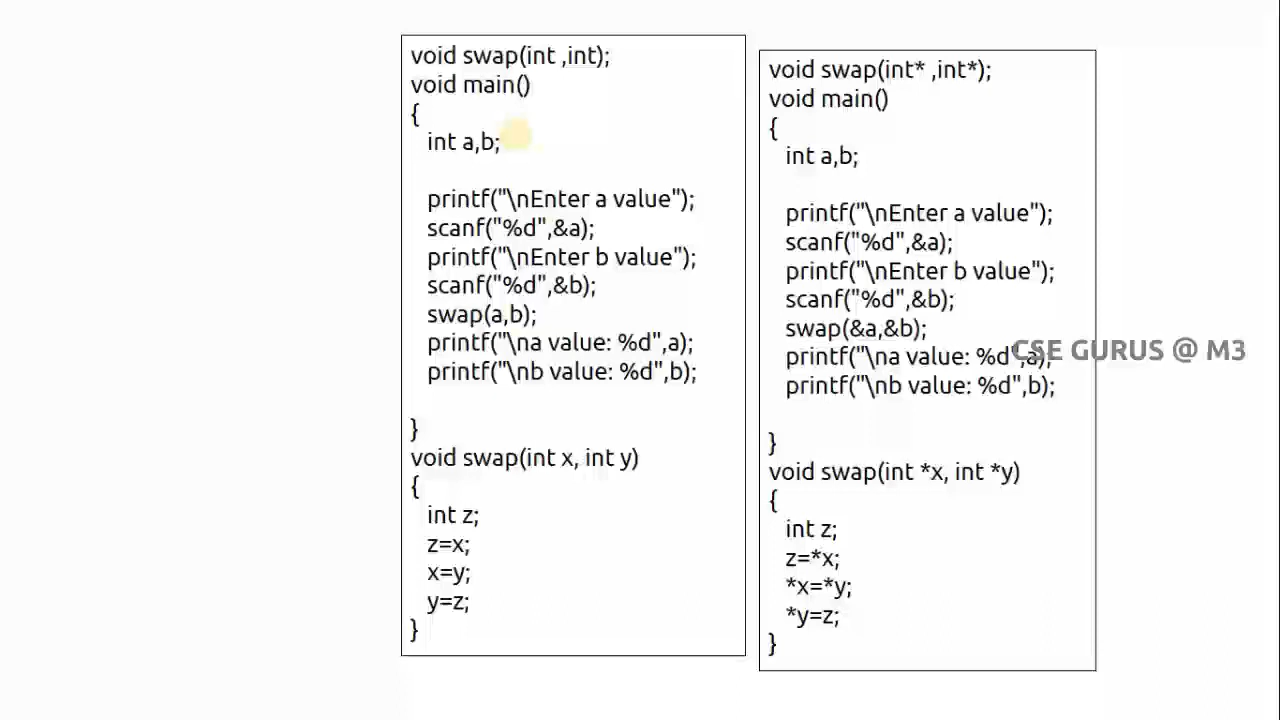 void swap(int ,int);
void main()
{
int a,b;
printf("\nEnter a value");
scanf("%d",&a);
printf("\nEnter b value");
scanf("%d",&b);
swap(a,b);
printf("\na value: %d",a);
printf("\nb value: %d",b);
}
void swap(int x, int y)
{
int z;
z=x;
x=y;
y=z;
}
void swap(int* ,int*);
void main()
{
int a,b;
printf("\nEnter a value");
scanf("%d",&a);
printf("\nEnter b value");
scanf("%d",&b);
swap(&a,&b);
printf("\na value: %d",a);
printf("\nb value: %d",b);
}
void swap(int *x, int *y)
{
int z;
z=*x;
*x=*y;
*y=z;
}
CSE GURUS @ M3